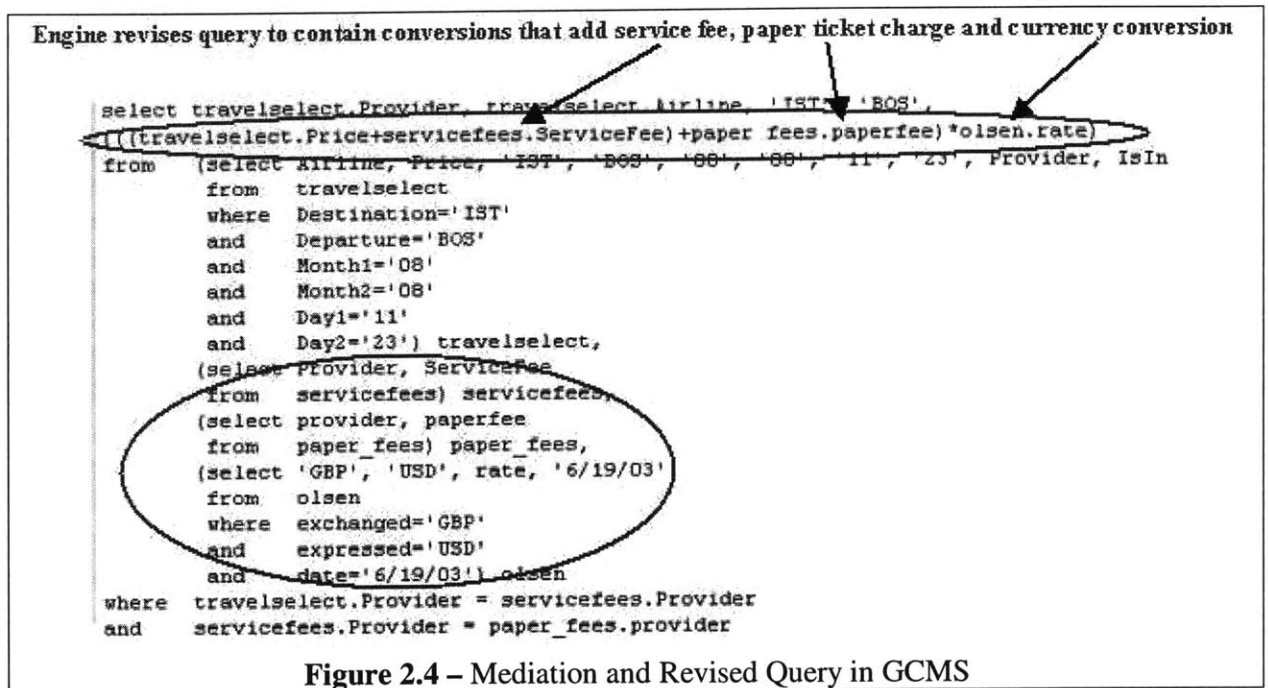 Engine revises query to contain conversions that add service fee, paper ticket charge and currency conversion
select travelselect.Provider, travelselect.Airline, 'IST', 'BOS',
(((travelselect.Price+servicefees.ServiceFee)+paper_fees.paperfee)*olsen.rate)
from (select Airline, Price, 'IST', 'BOS', '08', '08', '11', '23', Provider, IsIn
from travelselect
where Destination='IST'
and Departure='BOS'
and Month1='08'
and Month2='08'
and Day1='11'
and Day2='23') travelselect,
(select Provider, ServiceFee
from servicefees) servicefees,
(select provider, paperfee
from paper_fees) paper_fees,
(select 'GBP', 'USD', rate, '6/19/03'
from olsen
where exchanged='GBP'
and expressed='USD'
and date='6/19/03') olsen
where travelselect.Provider = servicefees.Provider
and servicefees.Provider = paper_fees.provider
Figure 2.4 – Mediation and Revised Query in GCMS